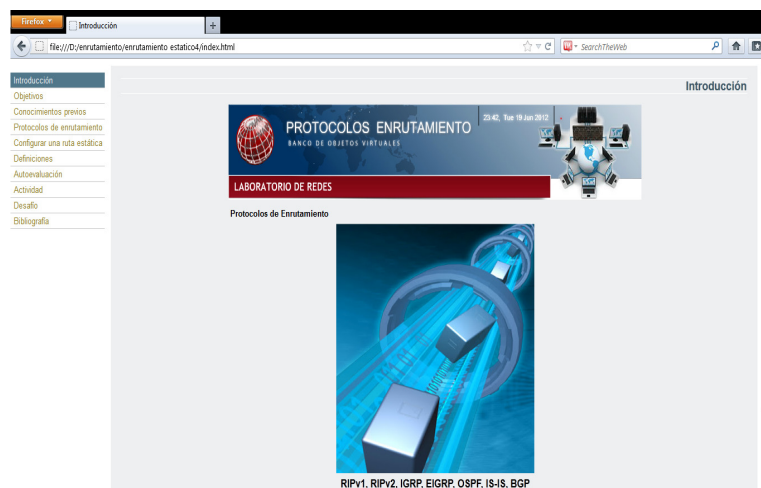 Firefox
Introducción
+
file:///D:/enrutamiento/enrutamiento estatico4/index.html
SearchTheWeb
Introducción
Objetivos
Conocimientos previos
Protocolos de enrutamiento
Configurar una ruta estática
Definiciones
Autoevaluación
Actividad
Desafío
Bibliografía
Introducción
PROTOCOLOS ENRUTAMIENTO
BANCO DE OBJETOS VIRTUALES
23:42, Tue 19 Jun 2012
LABORATORIO DE REDES
Protocolos de Enrutamiento
RIPv1, RIPv2, IGRP, EIGRP, OSPF, IS-IS, BGP